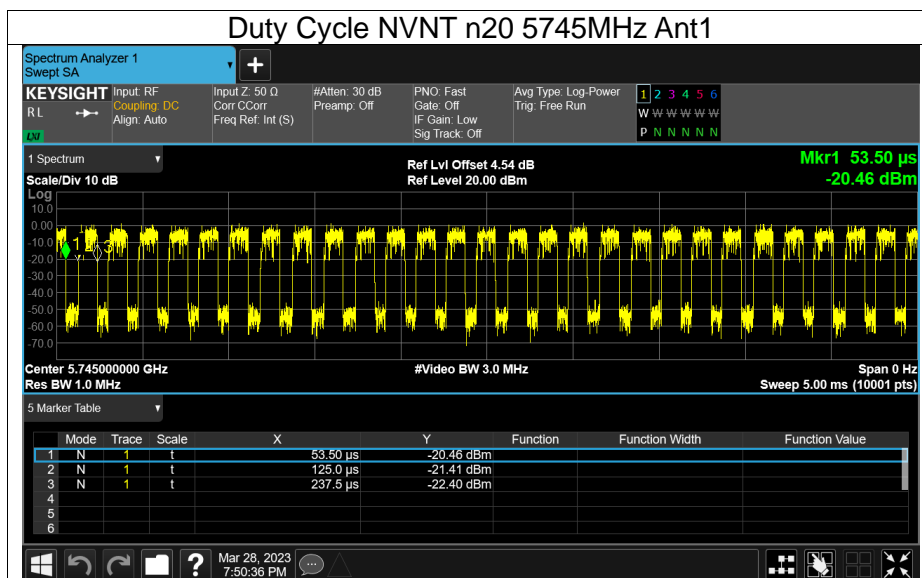 Duty Cycle NVNT n20 5745MHz Ant1
Spectrum Analyzer 1
Swept SA
+
KEYSIGHT Input: RF Input Z: 50 Ω #Atten: 30 dB PNO: Fast Avg Type: Log-Power 1 2 3 4 5 6
RL Coupling: DC Corr CCorr Preamp: Off Gate: Off Trig: Free Run W W W W W W
Align: Auto Freq Ref: Int (S) IF Gain: Low
LXI Sig Track: Off P N N N N N
1 Spectrum Ref Lvl Offset 4.54 dB Mkr1 53.50 µs
Scale/Div 10 dB Ref Level 20.00 dBm -20.46 dBm
Log
10.0
0.00
-10.0
-20.0
-30.0
-40.0
-50.0
-60.0
-70.0
1 2 3
Center 5.745000000 GHz #Video BW 3.0 MHz Span 0 Hz
Res BW 1.0 MHz Sweep 5.00 ms (10001 pts)
5 Marker Table
Mode Trace Scale X Y Function Function Width Function Value
1 N 1 t 53.50 µs -20.46 dBm
2 N 1 t 125.0 µs -21.41 dBm
3 N 1 t 237.5 µs -22.40 dBm
4
5
6
? Mar 28, 2023
7:50:36 PM